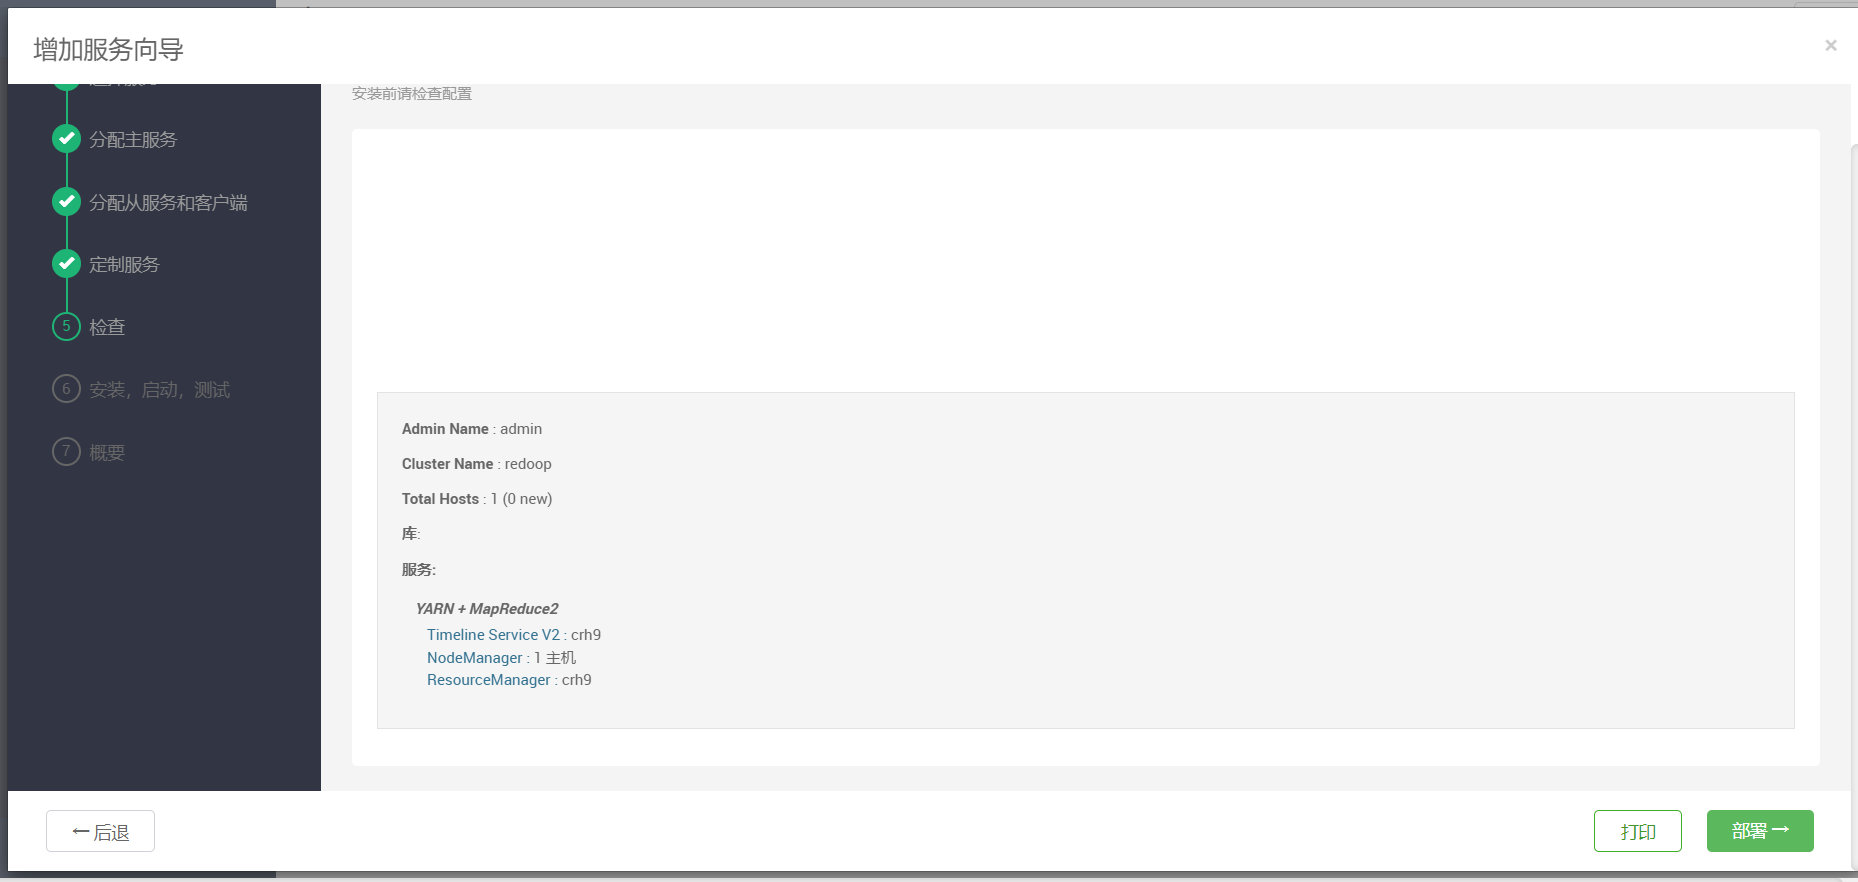 增加服务向导
×
安装前请检查配置
分配主服务
分配从服务和客户端
定制服务
5 检查
6 安装，启动，测试
7 概要
Admin Name : admin
Cluster Name : redoop
Total Hosts : 1 (0 new)
库:
服务:
YARN + MapReduce2
Timeline Service V2 : crh9
NodeManager : 1 主机
ResourceManager : crh9
←后退
打印
部署→